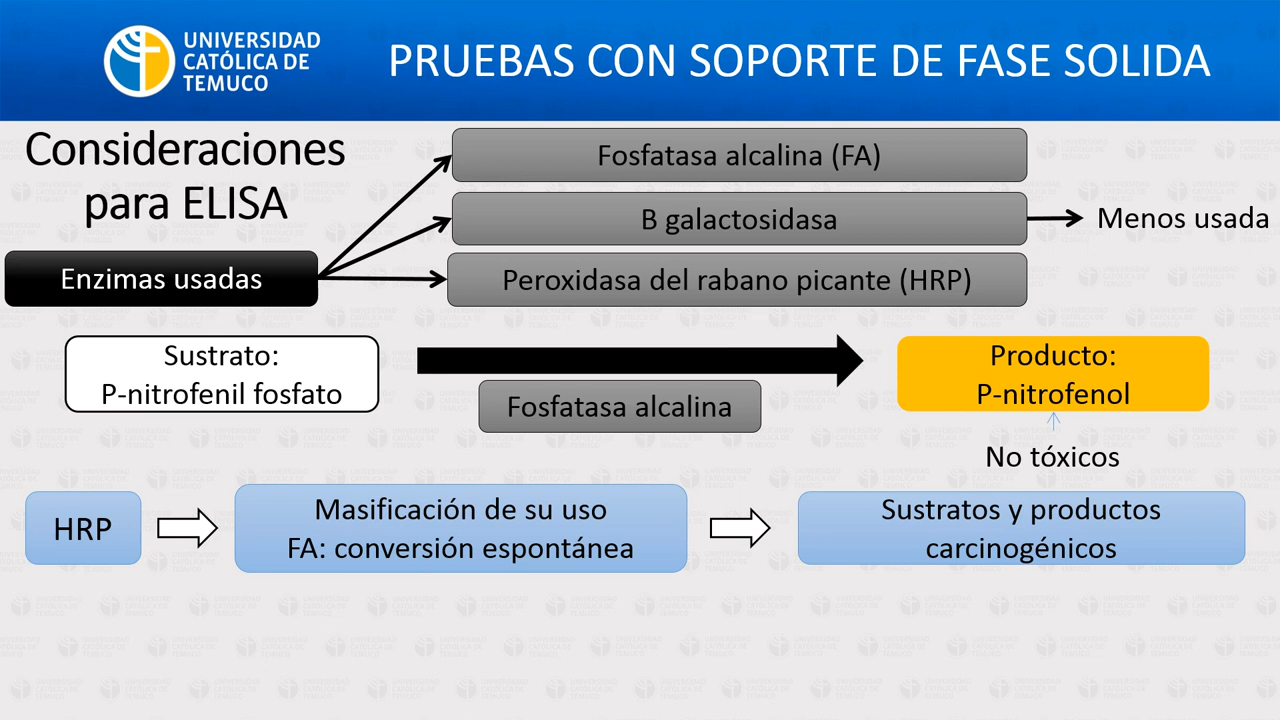 UNIVERSIDAD
CATÓLICA DE
TEMUCO
PRUEBAS CON SOPORTE DE FASE SOLIDA
Consideraciones
para ELISA
Enzimas usadas
Fosfatasa alcalina (FA)
B galactosidasa
Menos usada
Peroxidasa del rabano picante (HRP)
Sustrato:
P-nitrofenil fosfato
Fosfatasa alcalina
Producto:
P-nitrofenol
No tóxicos
HRP
Masificación de su uso
FA: conversión espontánea
Sustratos y productos
carcinogénicos